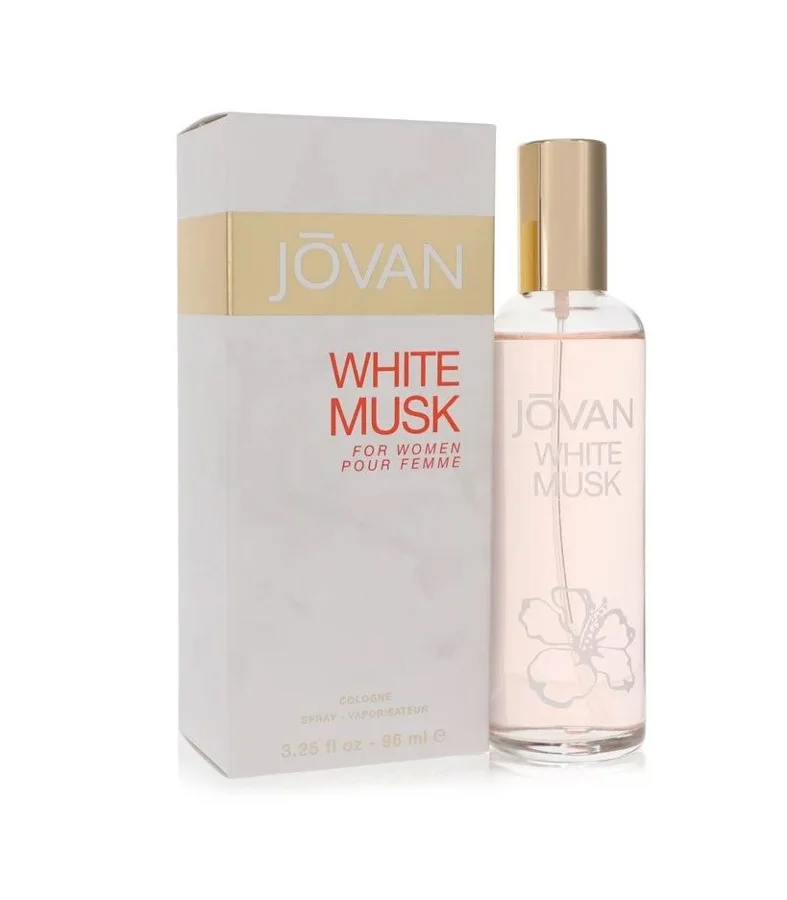 JŌVAN
WHITE
MUSK
FOR WOMEN
POUR FEMME
COLOGNE
SPRAY - VAPORISATEUR
3.25 fl oz - 96 ml ℮
JŌVAN
WHITE
MUSK